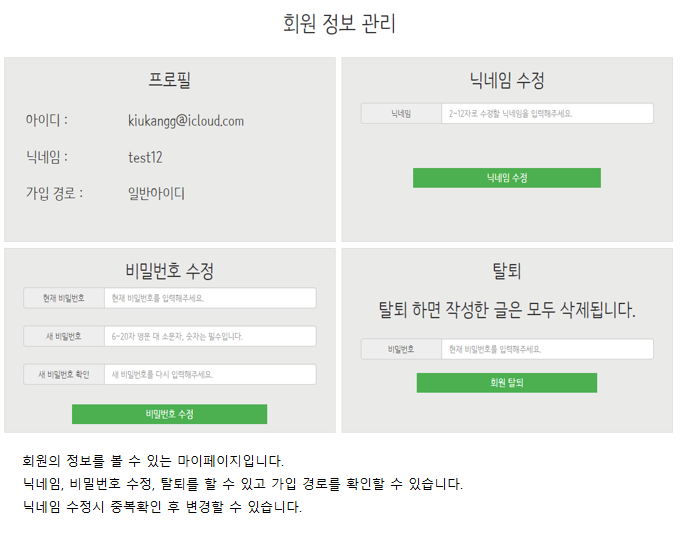 회원 정보 관리
프로필
아이디 : kiukangg@icloud.com
닉네임 : test12
가입 경로 : 일반아이디
닉네임 수정
닉네임 2~12자로 수정할 닉네임을 입력해주세요.
닉네임 수정
비밀번호 수정
현재 비밀번호 현재 비밀번호를 입력해주세요.
새 비밀번호 6~20자 영문 대 소문자, 숫자는 필수입니다.
새 비밀번호 확인 새 비밀번호를 다시 입력해주세요.
비밀번호 수정
탈퇴
탈퇴 하면 작성한 글은 모두 삭제됩니다.
비밀번호 현재 비밀번호를 입력해주세요.
회원 탈퇴
회원의 정보를 볼 수 있는 마이페이지입니다.
닉네임, 비밀번호 수정, 탈퇴를 할 수 있고 가입 경로를 확인할 수 있습니다.
닉네임 수정시 중복확인 후 변경할 수 있습니다.